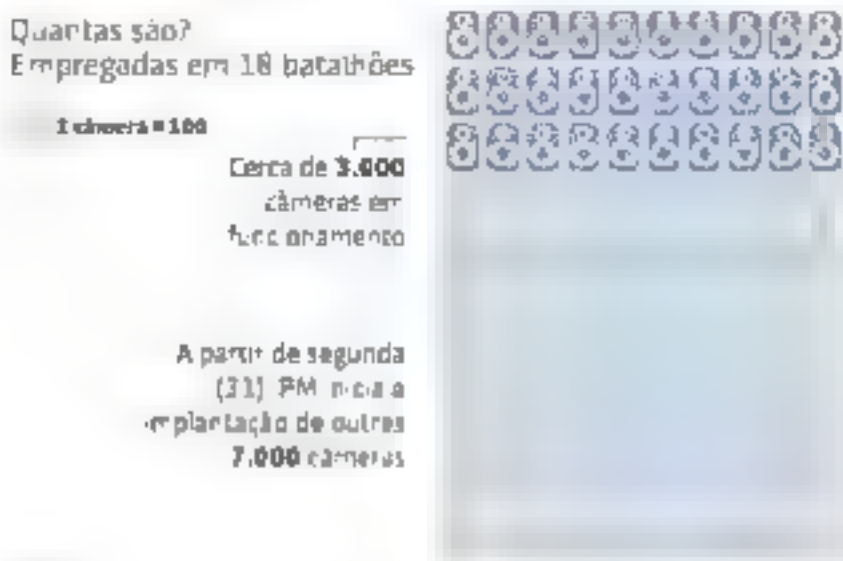 Quantas são?
Empregadas em 18 batalhões
1 câmera = 100
Cerca de 3.000
câmeras em
funcionamento
A partir de segunda
(31) PM inicia
implantação de outras
7.000 câmeras